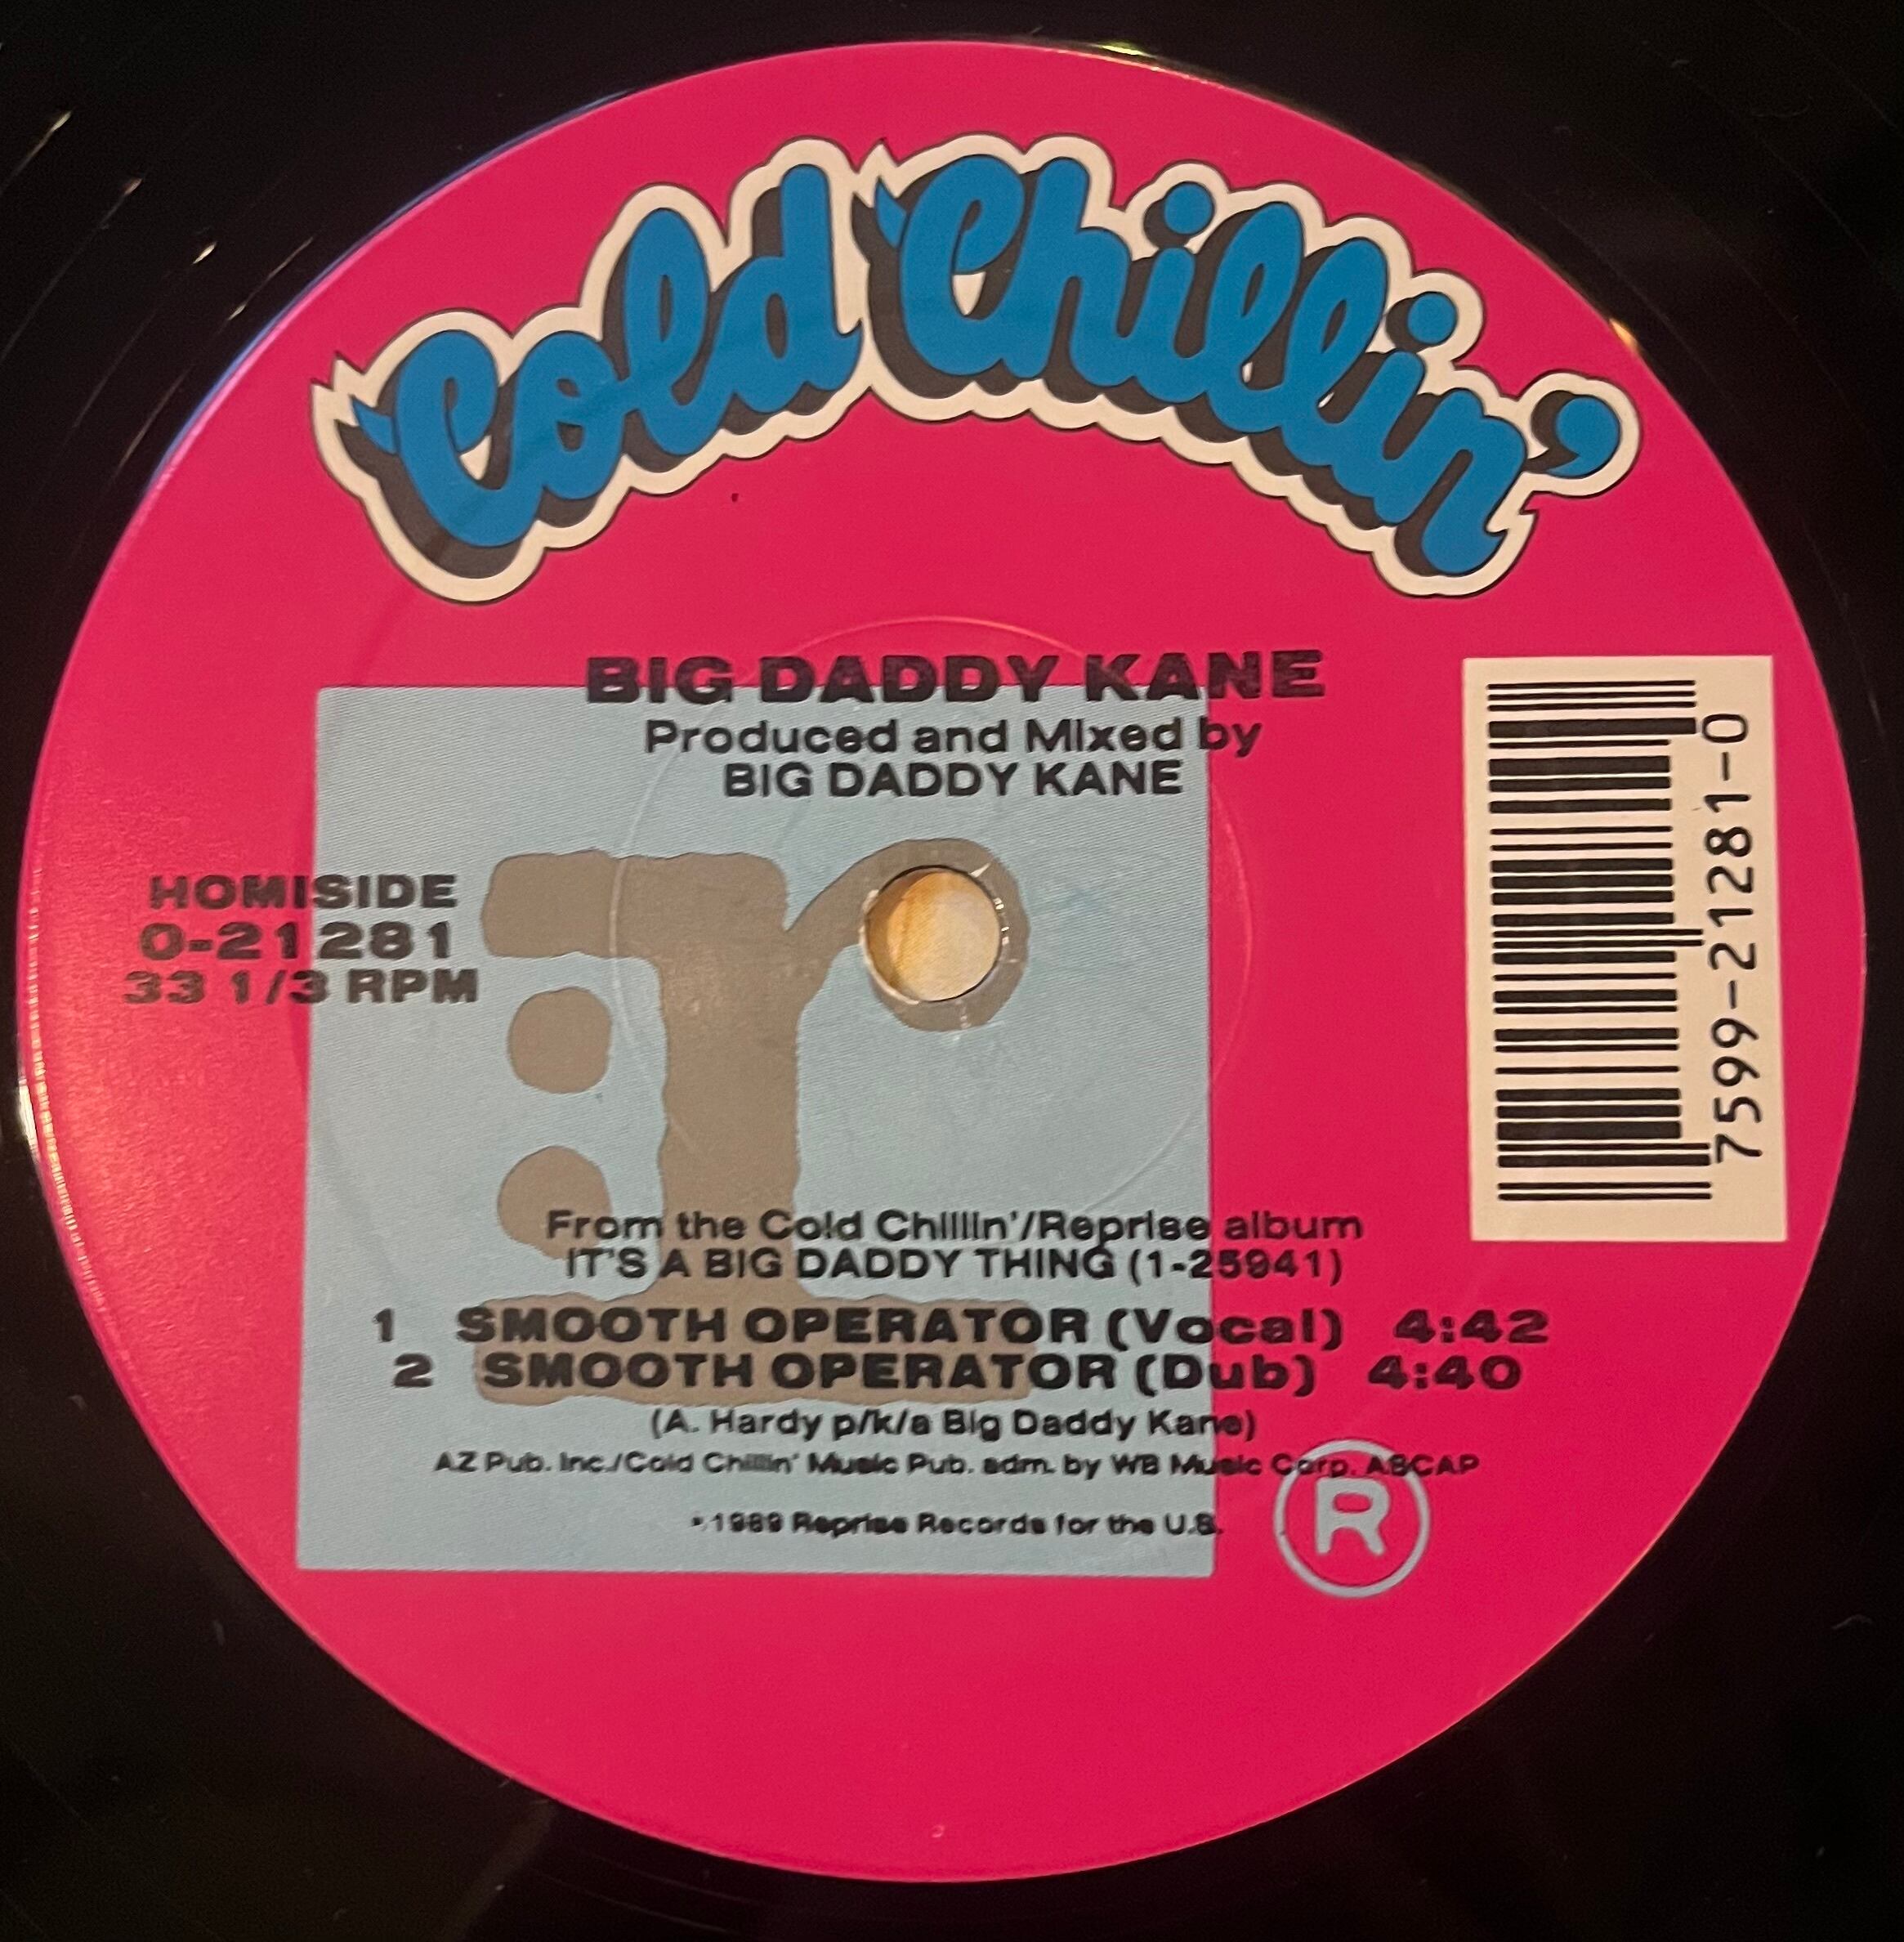 Cold Chillin'
BIG DADDY KANE
Produced and Mixed by
BIG DADDY KANE
HOMISIDE
0-21281
33 1/3 RPM
7599-21281-0
r
From the Cold Chillin'/Reprise album
IT'S A BIG DADDY THING (1-25941)
1 SMOOTH OPERATOR (Vocal) 4:42
2 SMOOTH OPERATOR (Dub) 4:40
(A. Hardy p/k/a Big Daddy Kane)
AZ Pub. Inc./Cold Chillin' Music Pub. adm. by WB Music Corp. ASCAP
1989 Reprise Records for the U.S.
R